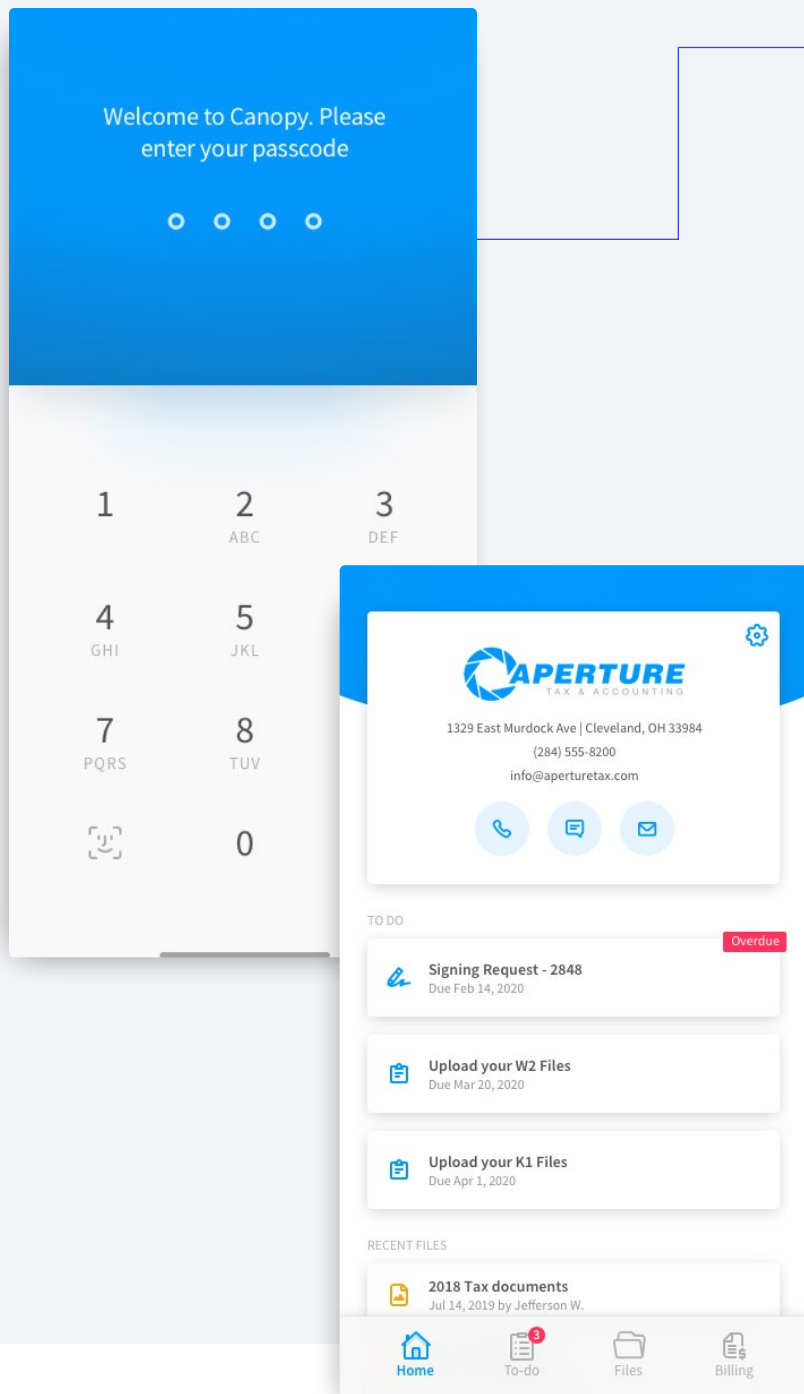 Welcome to Canopy. Please
enter your passcode
1
2
3
ABC
DEF
4
5
GHI
JKL
7
8
PQRS
TUV
0
APERTURE
TAX & ACCOUNTING
1329 East Murdock Ave | Cleveland, OH 33984
(284) 555-8200
info@aperturetax.com
TO DO
Overdue
Signing Request - 2848
Due Feb 14, 2020
Upload your W2 Files
Due Mar 20, 2020
Upload your K1 Files
Due Apr 1, 2020
RECENT FILES
2018 Tax documents
Jul 14, 2019 by Jefferson W.
3
Home
To-do
Files
Billing